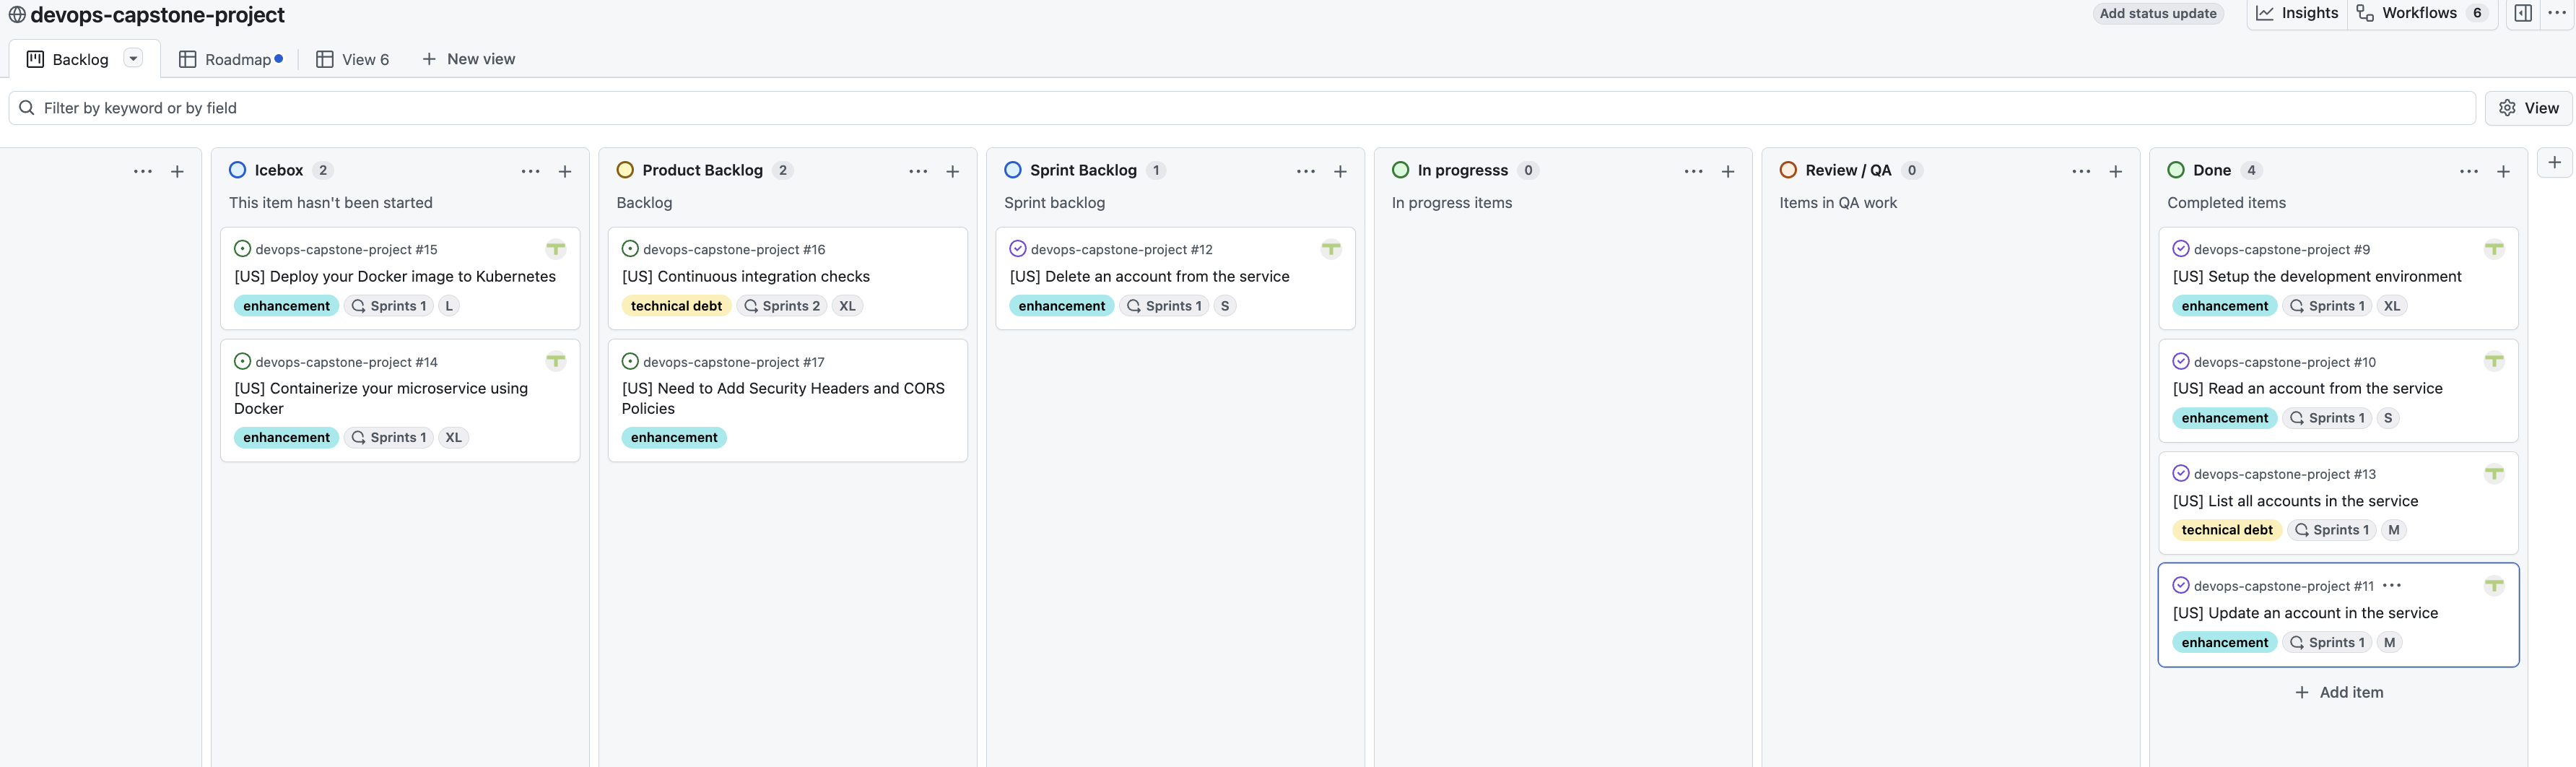 devops-capstone-project
Add status update
Insights
Workflows 6
Backlog
Roadmap
View 6
New view
Filter by keyword or by field
View
Icebox 2
This item hasn't been started
devops-capstone-project #15
[US] Deploy your Docker image to Kubernetes
enhancement Sprints 1 L
devops-capstone-project #14
[US] Containerize your microservice using
Docker
enhancement Sprints 1 XL
Product Backlog 2
Backlog
devops-capstone-project #16
[US] Continuous integration checks
technical debt Sprints 2 XL
devops-capstone-project #17
[US] Need to Add Security Headers and CORS
Policies
enhancement
Sprint Backlog 1
Sprint backlog
devops-capstone-project #12
[US] Delete an account from the service
enhancement Sprints 1 S
In progresss 0
In progress items
Review / QA 0
Items in QA work
Done 4
Completed items
devops-capstone-project #9
[US] Setup the development environment
enhancement Sprints 1 XL
devops-capstone-project #10
[US] Read an account from the service
enhancement Sprints 1 S
devops-capstone-project #13
[US] List all accounts in the service
technical debt Sprints 1 M
devops-capstone-project #11
[US] Update an account in the service
enhancement Sprints 1 M
Add item